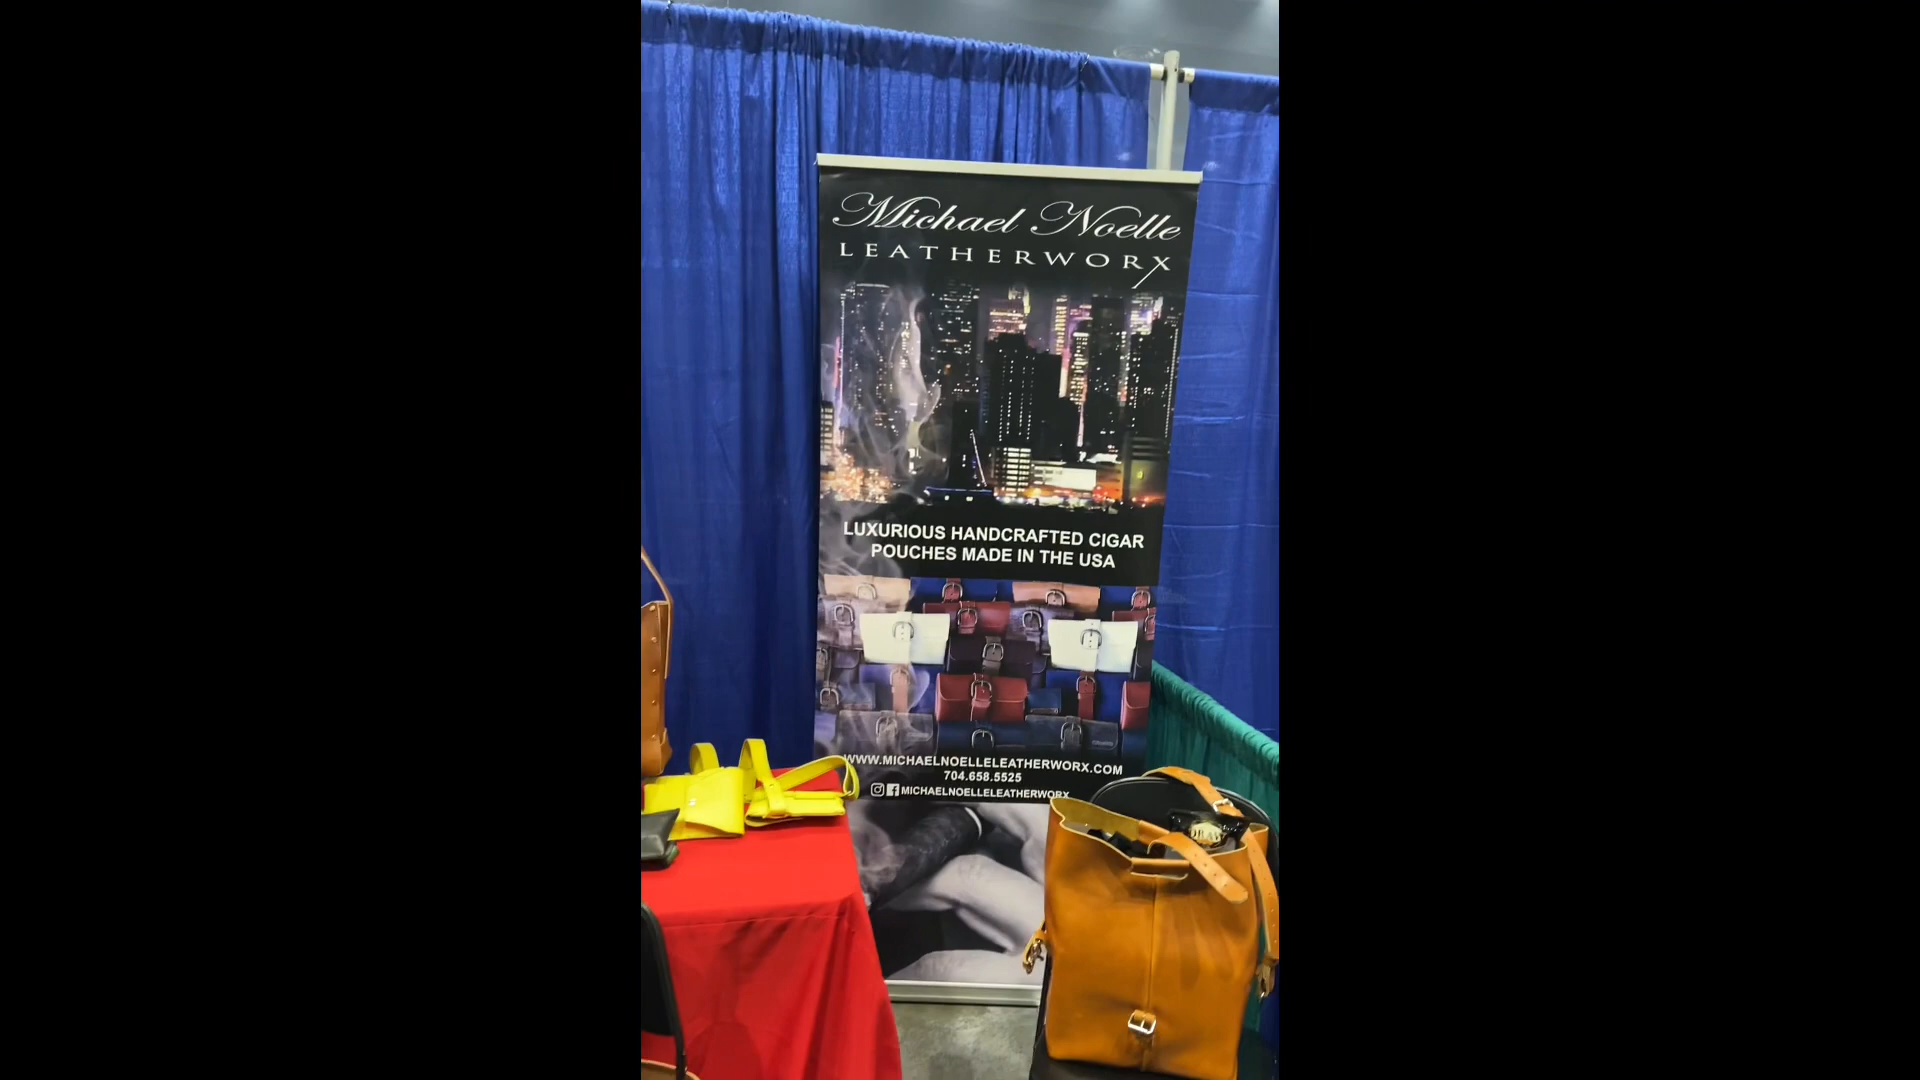 Michael Noelle
LEATHERWORX
LUXURIOUS HANDCRAFTED CIGAR
POUCHES MADE IN THE USA
WWW.MICHAELNOELLELEATHERWORX.COM
704.658.5525
MICHAELNOELLELEATHERWORX